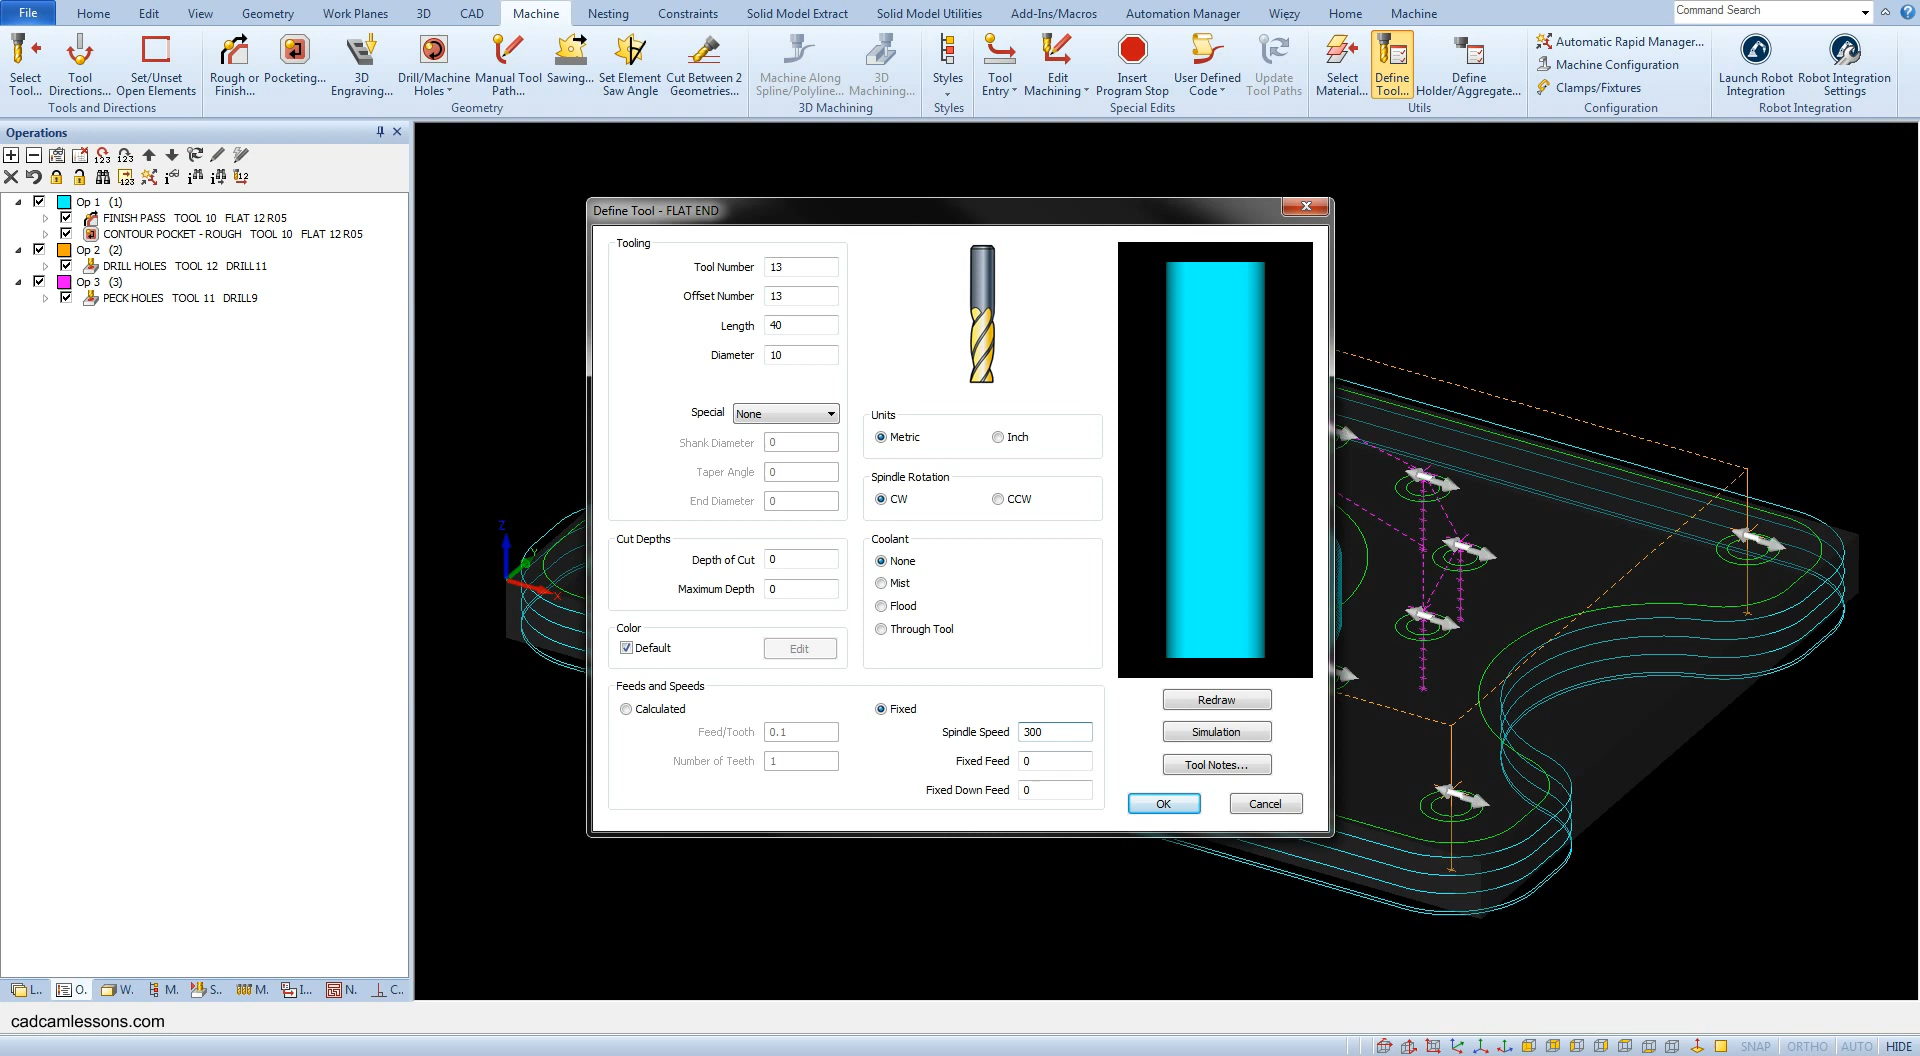 File Home Edit View Geometry Work Planes 3D CAD Machine Nesting Constraints Solid Model Extract Solid Model Utilities Add-Ins/Macros Automation Manager Więzy Home Machine Command Search
Select Tool... Tool Directions... Set/Unset Open Elements
Tools and Directions
Rough or Finish... Pocketing... 3D Engraving... Drill/Machine Holes Manual Tool Path... Sawing... Set Element Saw Angle Cut Between 2 Geometries...
Geometry
Machine Along Spline/Polyline... 3D Machining...
3D Machining
Styles
Styles
Tool Entry Edit Machining Insert Program Stop User Defined Code Update Tool Paths
Special Edits
Select Material... Define Tool... Define Holder/Aggregate...
Utils
Automatic Rapid Manager...
Machine Configuration
Clamps/Fixtures
Configuration
Launch Robot Integration Robot Integration Settings
Robot Integration
Operations
Op 1 (1)
FINISH PASS TOOL 10 FLAT 12 R05
CONTOUR POCKET - ROUGH TOOL 10 FLAT 12 R05
Op 2 (2)
DRILL HOLES TOOL 12 DRILL11
Op 3 (3)
PECK HOLES TOOL 11 DRILL9
Define Tool - FLAT END
Tooling
Tool Number 13
Offset Number 13
Length 40
Diameter 10
Special None
Shank Diameter 0
Taper Angle 0
End Diameter 0
Cut Depths
Depth of Cut 0
Maximum Depth 0
Color
Default Edit
Units
Metric Inch
Spindle Rotation
CW CCW
Coolant
None
Mist
Flood
Through Tool
Feeds and Speeds
Calculated Fixed
Feed/Tooth 0.1 Spindle Speed 300
Number of Teeth 1 Fixed Feed 0
Fixed Down Feed 0
Redraw
Simulation
Tool Notes...
OK Cancel
Z
Y
X
L.. O. W. M. S.. M. I... N. C..
cadcamlessons.com
SNAP ORTHO AUTO HIDE